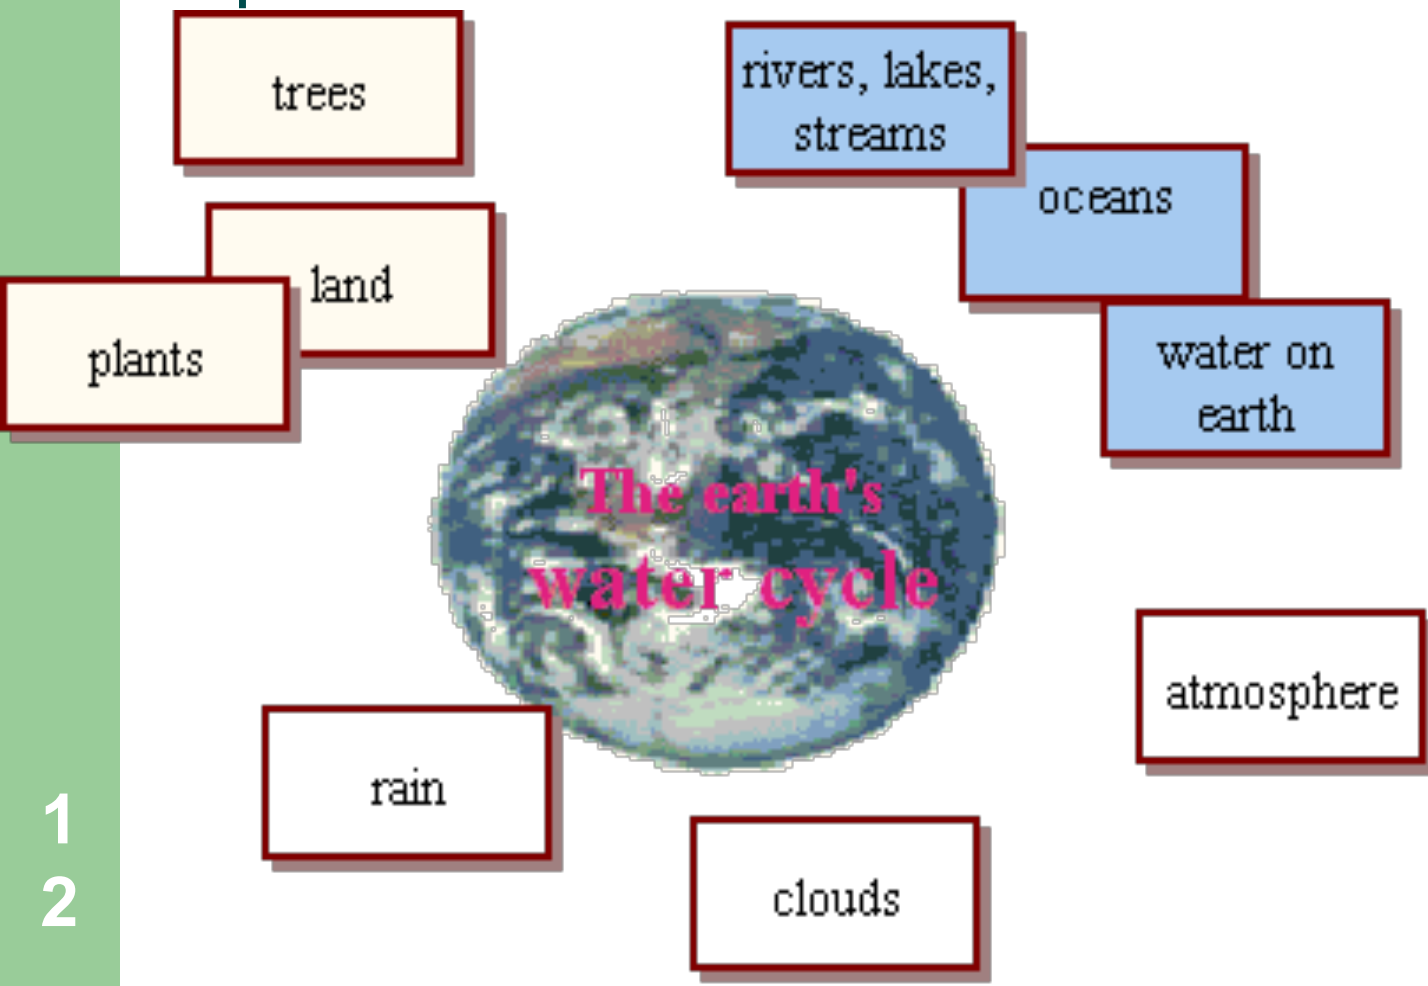 trees
rivers, lakes,
streams
oceans
land
plants
water on
earth
The earth's
water cycle
atmosphere
rain
clouds
1
2